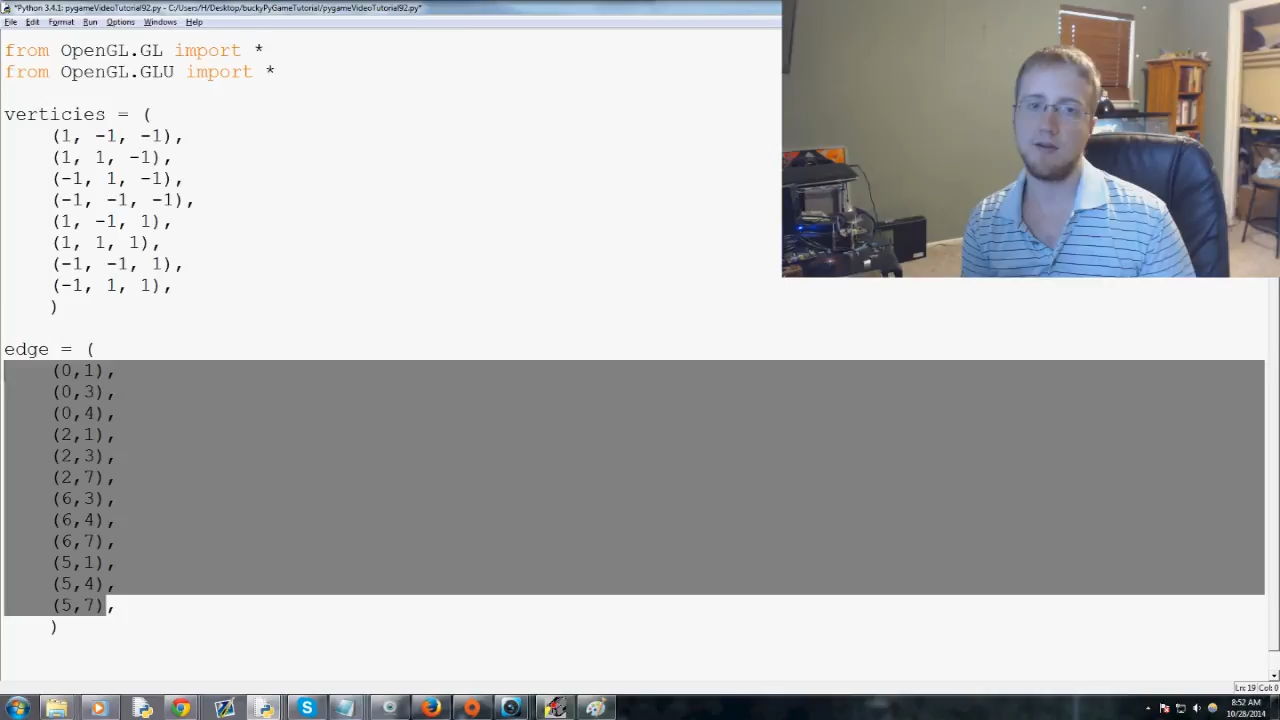 *Python 3.4.1: pygameVideoTutorial92.py - C:/Users/H/Desktop/buckyPyGameTutorial/pygameVideoTutorial92.py*
File Edit Format Run Options Windows Help
from OpenGL.GL import *
from OpenGL.GLU import *
verticies = (
(1, -1, -1),
(1, 1, -1),
(-1, 1, -1),
(-1, -1, -1),
(1, -1, 1),
(1, 1, 1),
(-1, -1, 1),
(-1, 1, 1),
)
edge = (
(0,1),
(0,3),
(0,4),
(2,1),
(2,3),
(2,7),
(6,3),
(6,4),
(6,7),
(5,1),
(5,4),
(5,7),
)
Ln: 19 Col: 0
8:52 AM
10/28/2014